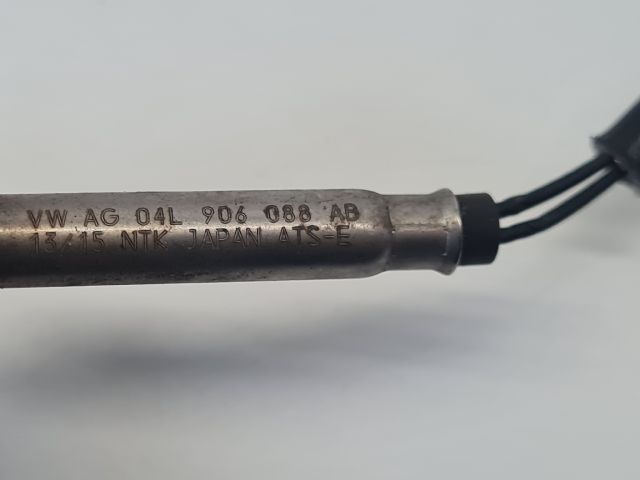 VW AG 04L 906 088 AB
13/15 NTK JAPAN ATS-E